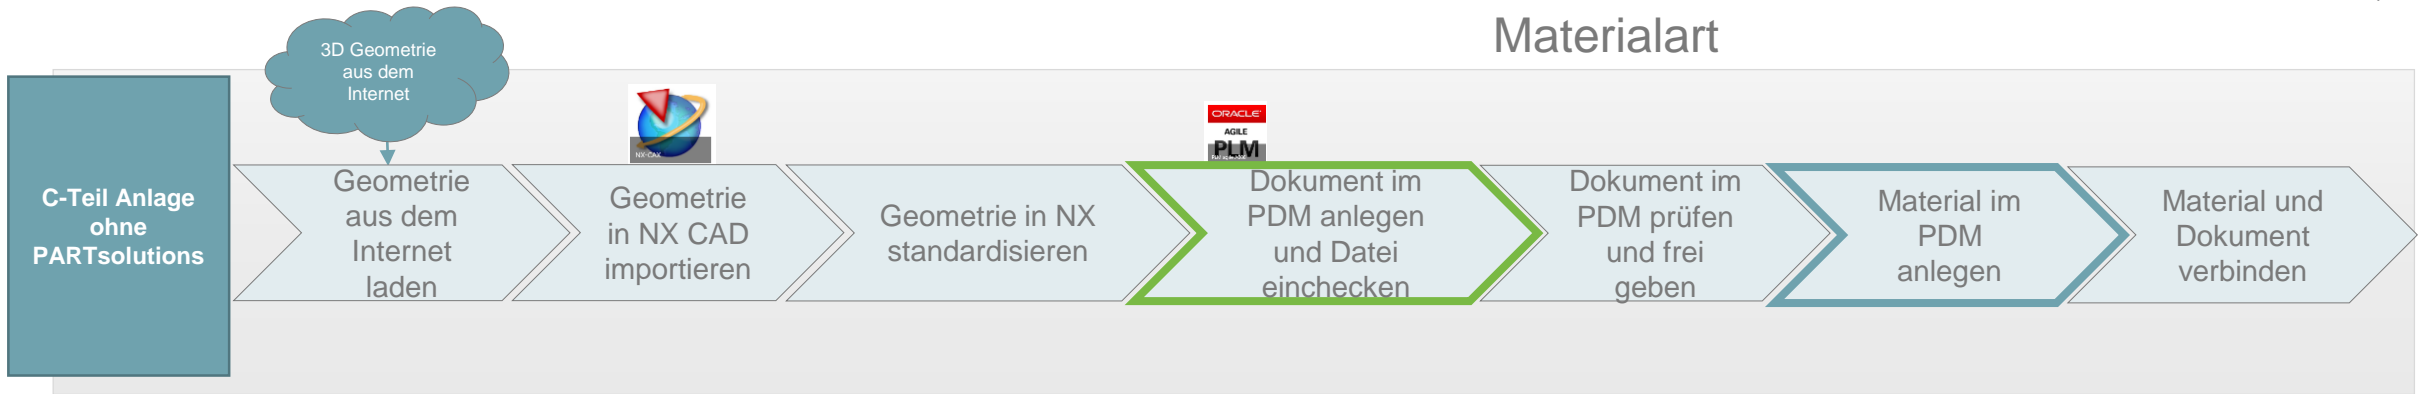 Materialart
3D Geometrie
aus dem
Internet
C-Teil Anlage
ohne
PARTsolutions
NX-CAX
ORACLE
AGILE
PLM
Geometrie
aus dem
Internet
laden
Geometrie
in NX CAD
importieren
Geometrie in NX
standardisieren
Dokument im
PDM anlegen
und Datei
einchecken
Dokument im
PDM prüfen
und frei
geben
Material im
PDM
anlegen
Material und
Dokument
verbinden